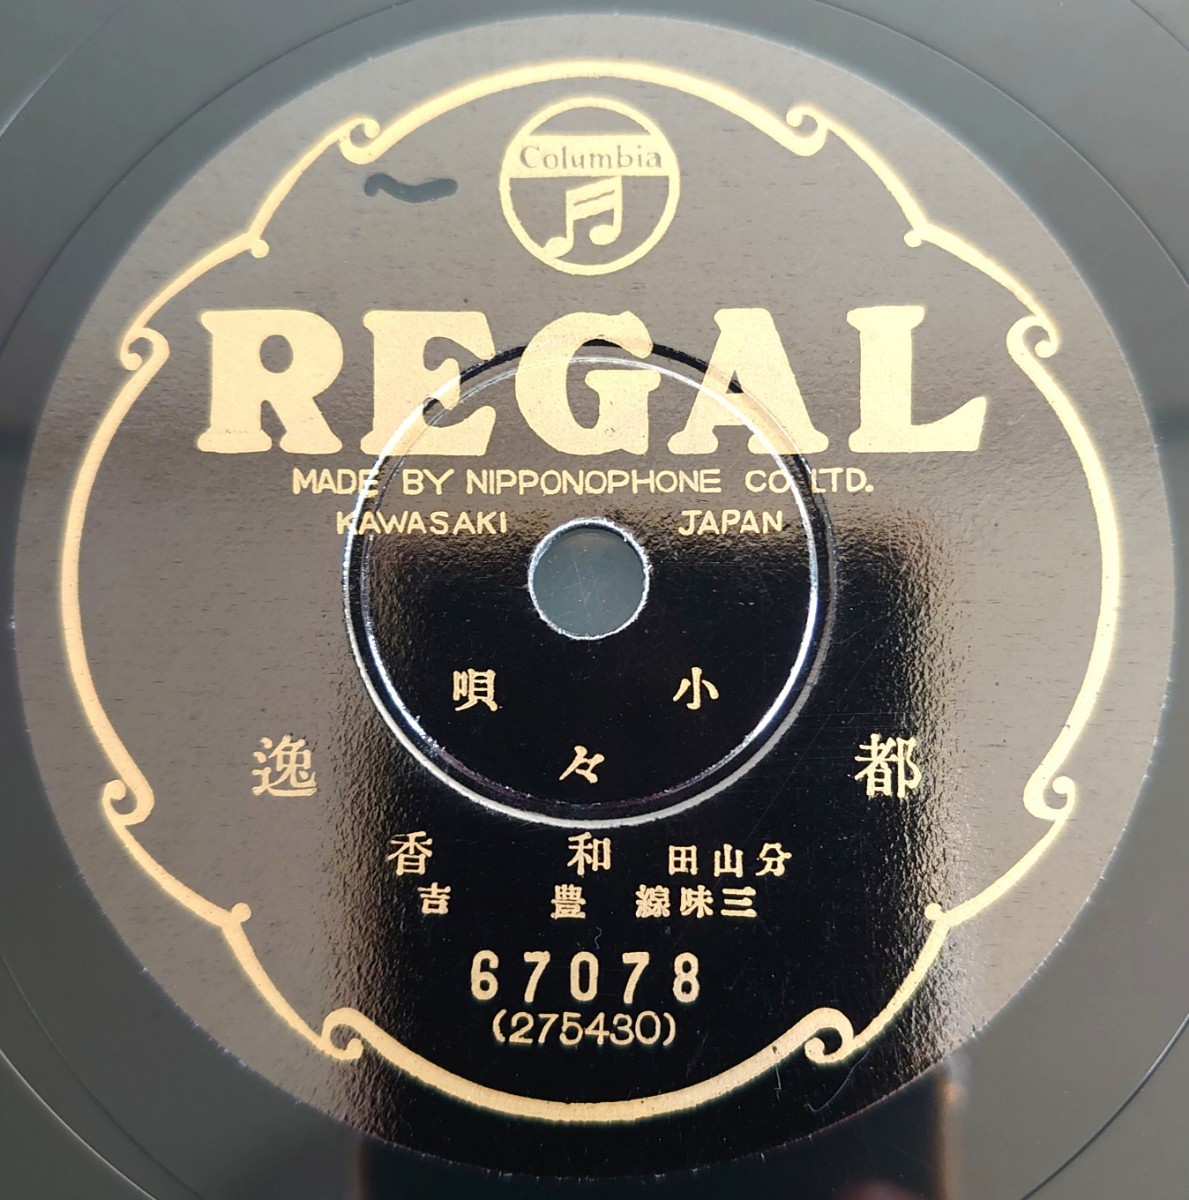 Columbia
REGAL
MADE BY NIPPONOPHONE CO LTD.
KAWASAKI JAPAN
小唄
都々逸
分山田 和香
三味線 豊吉
67078
(275430)